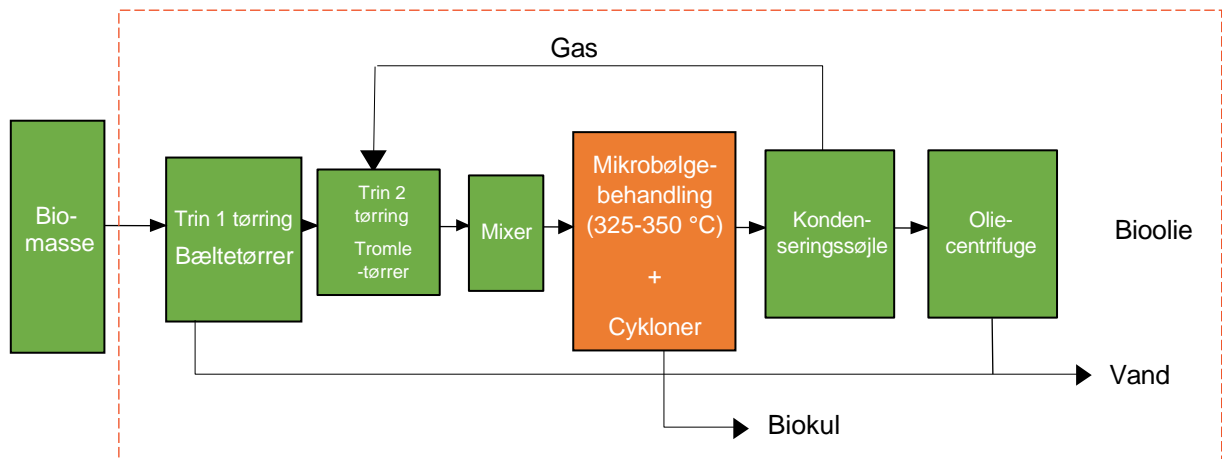 Gas
Bio-
masse
Trin 1 tørring
Bæltetørrer
Trin 2
tørring
Tromle
-tørrer
Mixer
Mikrobølge-
behandling
(325-350 °C)
+
Cykloner
Konden-
seringssøjle
Olie-
centrifuge
Bioolie
Vand
Biokul